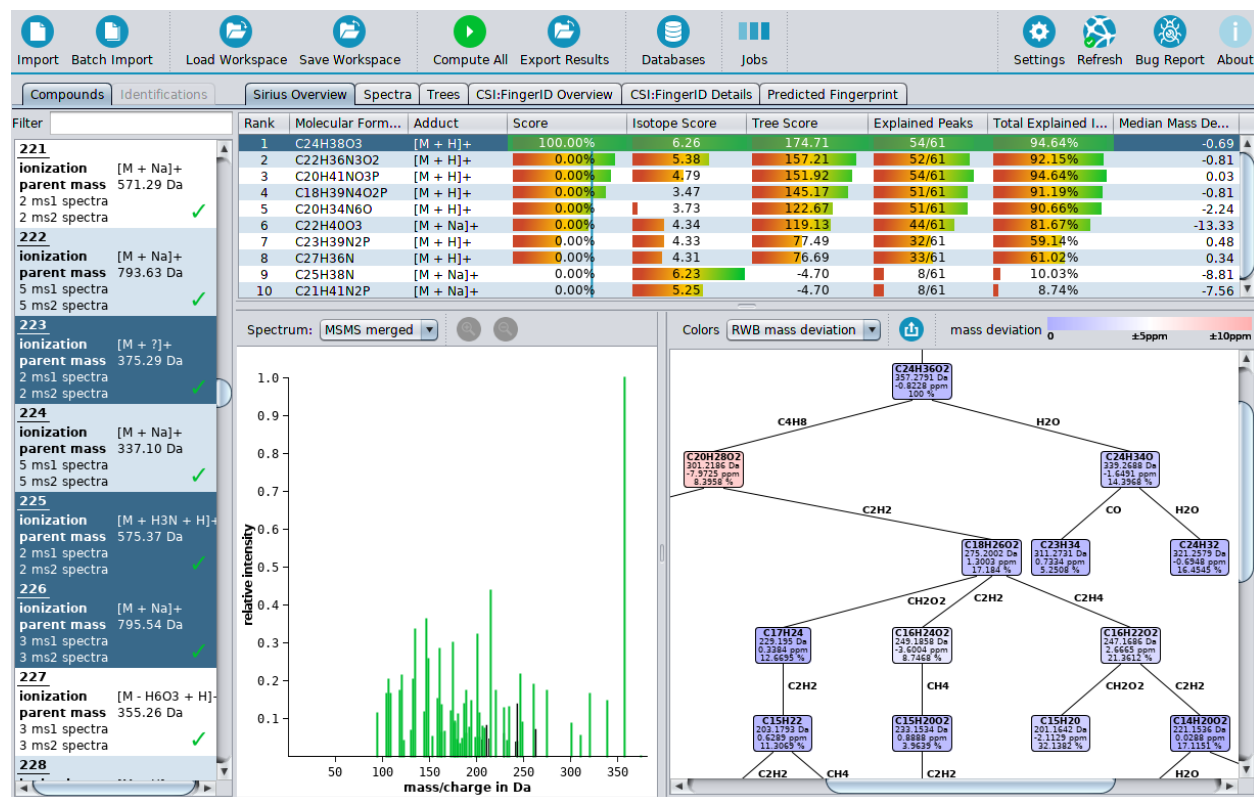 Import Batch Import Load Workspace Save Workspace Compute All Export Results Databases Jobs Settings Refresh Bug Report About
Compounds Identifications
Sirius Overview Spectra Trees CSI:FingerID Overview CSI:FingerID Details Predicted Fingerprint
Filter
221
ionization [M + Na]+
parent mass 571.29 Da
2 ms1 spectra
2 ms2 spectra
222
ionization [M + Na]+
parent mass 793.63 Da
5 ms1 spectra
5 ms2 spectra
223
ionization [M + ?]+
parent mass 375.29 Da
2 ms1 spectra
2 ms2 spectra
224
ionization [M + Na]+
parent mass 337.10 Da
5 ms1 spectra
5 ms2 spectra
225
ionization [M + H3N + H]+
parent mass 575.37 Da
2 ms1 spectra
2 ms2 spectra
226
ionization [M + Na]+
parent mass 795.54 Da
3 ms1 spectra
3 ms2 spectra
227
ionization [M - H6O3 + H]-
parent mass 355.26 Da
3 ms1 spectra
3 ms2 spectra
228
Rank Molecular Form... Adduct Score Isotope Score Tree Score Explained Peaks Total Explained I... Median Mass De...
1 C24H38O3 [M + H]+ 100.00% 6.26 174.71 54/61 94.64% -0.69
2 C22H36N3O2 [M + H]+ 0.00% 5.38 157.21 52/61 92.15% -0.81
3 C20H41NO3P [M + H]+ 0.00% 4.79 151.92 54/61 94.64% 0.03
4 C18H39N4O2P [M + H]+ 0.00% 3.47 145.17 51/61 91.19% -0.81
5 C20H34N6O [M + H]+ 0.00% 3.73 122.67 51/61 90.66% -2.24
6 C22H40O3 [M + Na]+ 0.00% 4.34 119.13 44/61 81.67% -13.33
7 C23H39N2P [M + H]+ 0.00% 4.33 77.49 32/61 59.14% 0.48
8 C27H36N [M + H]+ 0.00% 4.31 76.69 33/61 61.02% 0.34
9 C25H38N [M + Na]+ 0.00% 6.23 -4.70 8/61 10.03% -8.81
10 C21H41N2P [M + Na]+ 0.00% 5.25 -4.70 8/61 8.74% -7.56
Spectrum: MSMS merged
relative intensity
1.0
0.9
0.8
0.7
0.6
0.5
0.4
0.3
0.2
0.1
50 100 150 200 250 300 350
mass/charge in Da
Colors RWB mass deviation mass deviation
0 ±5ppm ±10ppm
C24H36O2
357.2791 Da
-0.8228 ppm
100 %
C4H8 H2O
C20H28O2
301.2186 Da
-7.9725 ppm
8.3958 %
C24H34O
339.2688 Da
-1.6491 ppm
14.3968 %
C2H2 CO H2O
C18H26O2
275.2002 Da
1.3003 ppm
17.184 %
C23H34
311.2731 Da
0.7334 ppm
5.2508 %
C24H32
321.2579 Da
-0.6948 ppm
16.4545 %
CH2O2 C2H2 C2H4
C17H24
229.195 Da
0.3384 ppm
12.6695 %
C16H24O2
249.1858 Da
-3.6004 ppm
8.7468 %
C16H22O2
247.1686 Da
2.6665 ppm
21.3612 %
C2H2 CH4 CH2O2 C2H2
C15H22
203.1793 Da
0.6289 ppm
11.3069 %
C15H20O2
233.1534 Da
0.8888 ppm
3.9639 %
C15H20
201.1642 Da
-2.1129 ppm
32.1382 %
C14H20O2
221.1536 Da
0.0288 ppm
17.1151 %
C2H2 CH4 C2H2 H2O